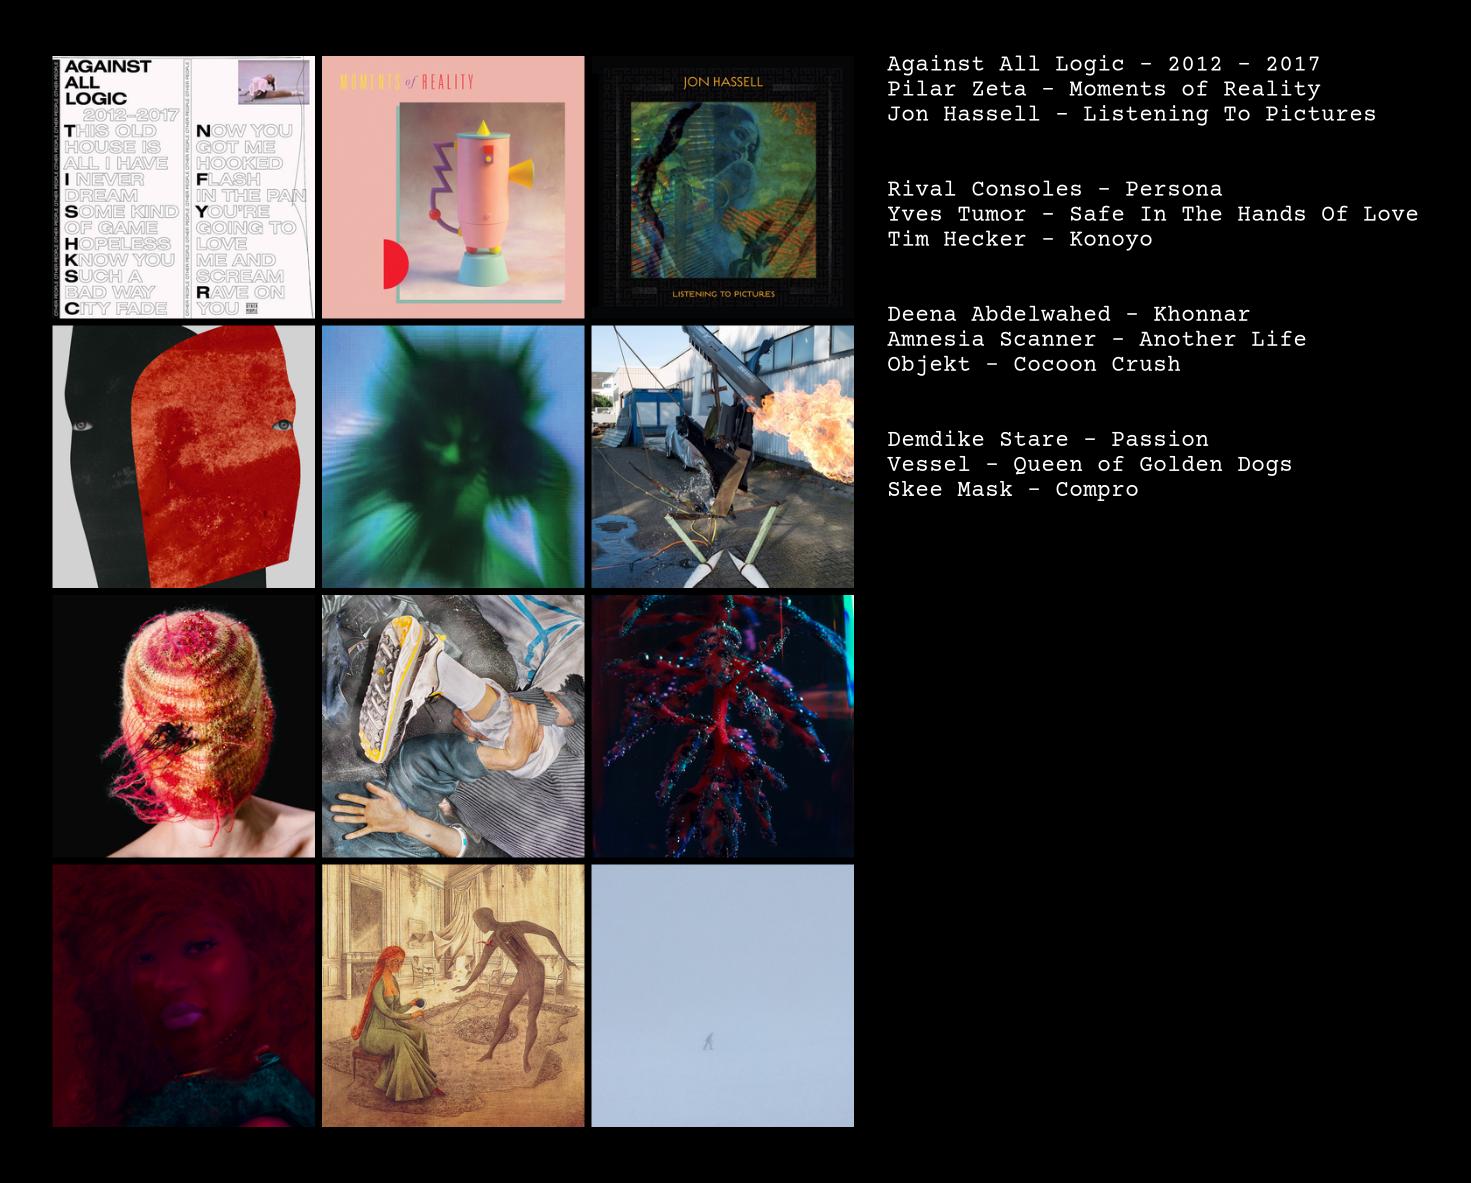 AGAINST
ALL
LOGIC
2012–2017
THIS OLD
HOUSE IS
ALL I HAVE
I NEVER
DREAM
SOME KIND
OF GAME
HOPELESS
KNOW YOU
SUCH A
BAD WAY
CITY FADE
NOW YOU
GOT ME
HOOKED
FLASH
IN THE PAN
YOU'RE
GOING TO
LOVE
ME AND
SCREAM
RAVE ON
YOU
MOMENTS of REALITY
JON HASSELL
LISTENING TO PICTURES
Against All Logic - 2012 - 2017
Pilar Zeta - Moments of Reality
Jon Hassell - Listening To Pictures
Rival Consoles - Persona
Yves Tumor - Safe In The Hands Of Love
Tim Hecker - Konoyo
Deena Abdelwahed - Khonnar
Amnesia Scanner - Another Life
Objekt - Cocoon Crush
Demdike Stare - Passion
Vessel - Queen of Golden Dogs
Skee Mask - Compro